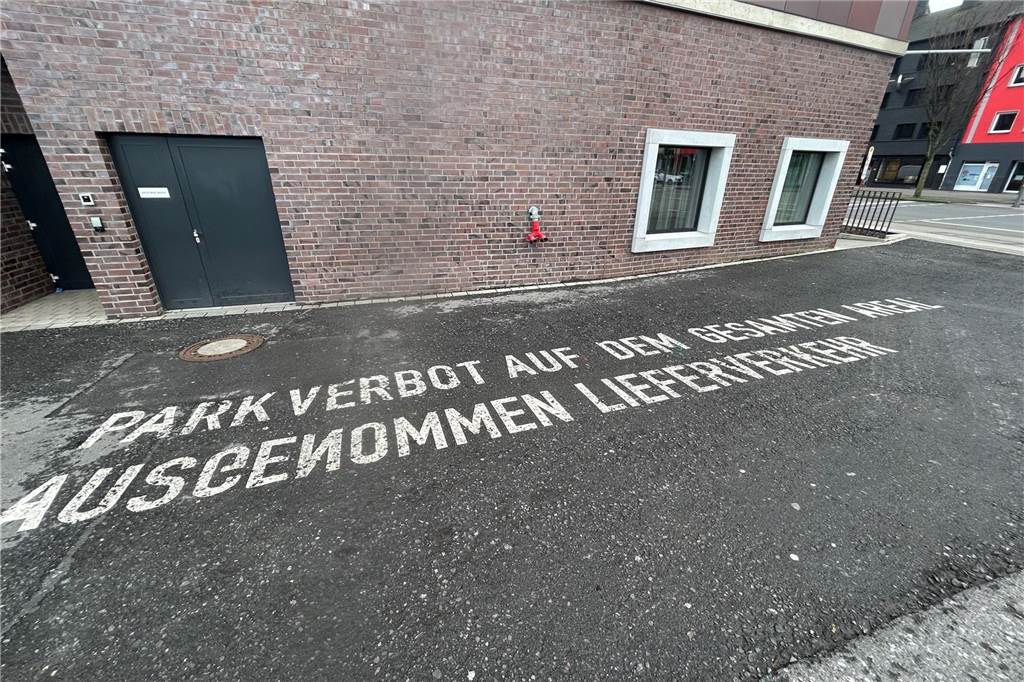 PARKVERBOT AUF DEM GESAMTEN AREAL
AUSGENOMMEN LIEFERVERKEHR